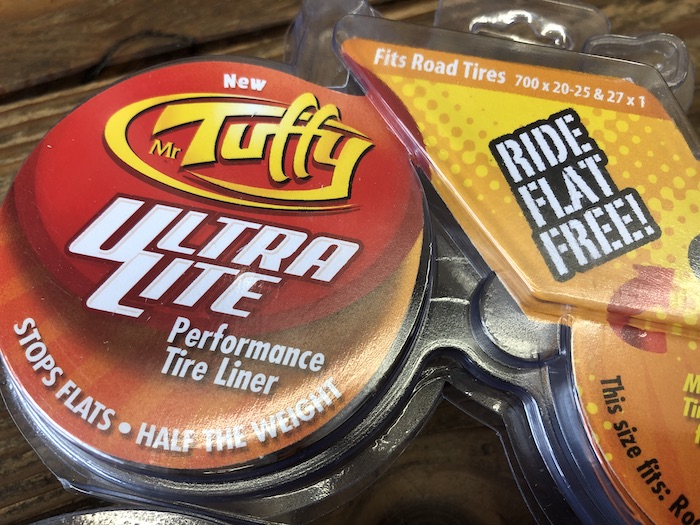 New
Mr Tuffy
ULTRA
LITE
Performance
Tire Liner
STOPS FLATS • HALF THE WEIGHT
Fits Road Tires 700 x 20-25 & 27 x 1
RIDE
FLAT
FREE!
This size fits: